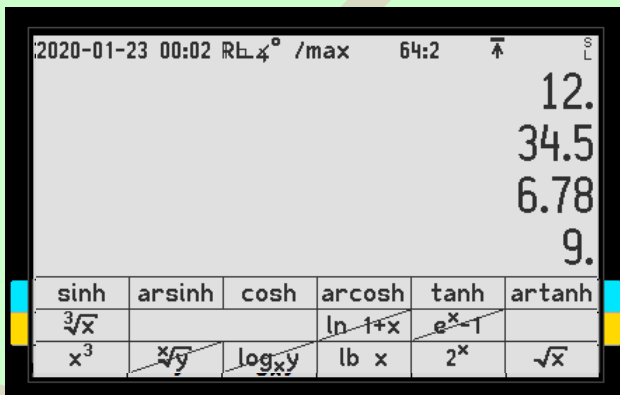 2020-01-23 00:02 R∟∡° /max 64:2 S L
12.
34.5
6.78
9.
sinh arsinh cosh arcosh tanh artanh
³√x ln 1+x eˣ-1
x³ ˣ√y logₓy lb x 2ˣ √x